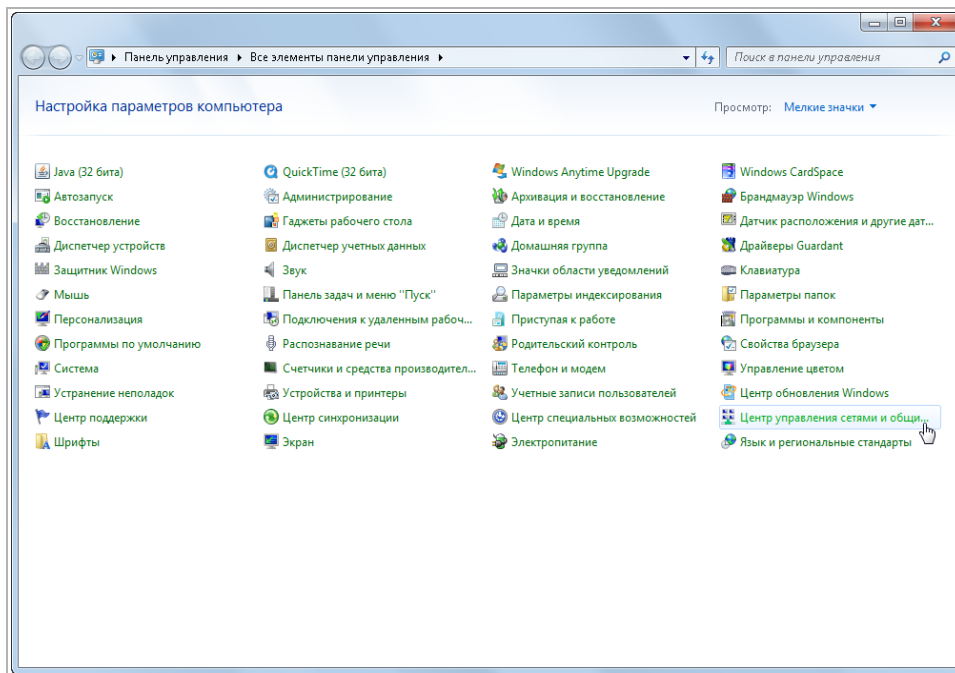 Панель управления Все элементы панели управления Поиск в панели управления
Настройка параметров компьютера Просмотр: Мелкие значки
Java (32 бита) QuickTime (32 бита) Windows Anytime Upgrade Windows CardSpace
Автозапуск Администрирование Архивация и восстановление Брандмауэр Windows
Восстановление Гаджеты рабочего стола Дата и время Датчик расположения и другие дат...
Диспетчер устройств Диспетчер учетных данных Домашняя группа Драйверы Guardant
Защитник Windows Звук Значки области уведомлений Клавиатура
Мышь Панель задач и меню "Пуск" Параметры индексирования Параметры папок
Персонализация Подключения к удаленным рабоч... Приступая к работе Программы и компоненты
Программы по умолчанию Распознавание речи Родительский контроль Свойства браузера
Система Счетчики и средства производител... Телефон и модем Управление цветом
Устранение неполадок Устройства и принтеры Учетные записи пользователей Центр обновления Windows
Центр поддержки Центр синхронизации Центр специальных возможностей Центр управления сетями и общи...
Шрифты Экран Электропитание Язык и региональные стандарты